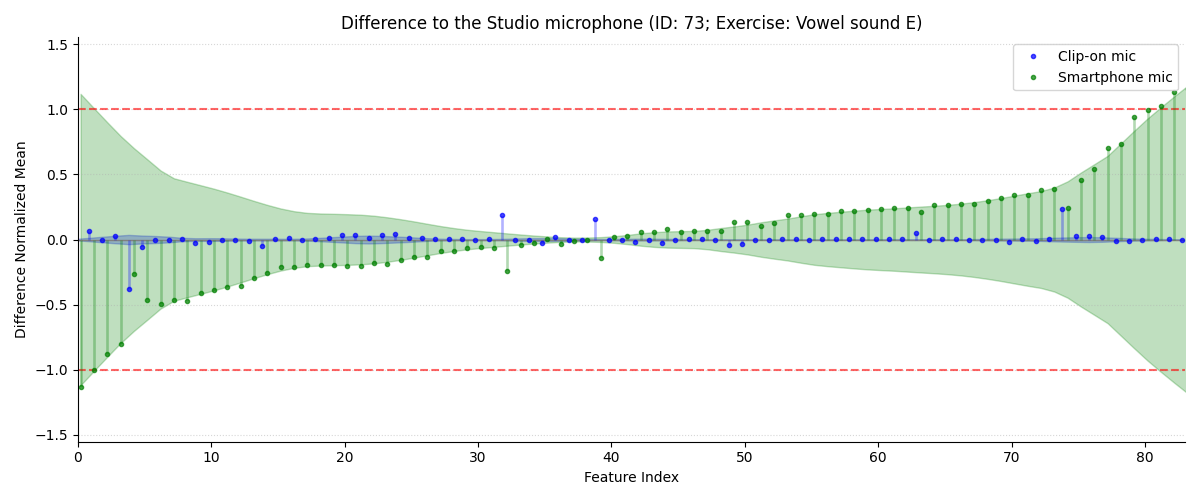 Difference to the Studio microphone (ID: 73; Exercise: Vowel sound E)
Difference Normalized Mean
1.5
1.0
0.5
0.0
−0.5
−1.0
−1.5
Clip-on mic
Smartphone mic
0 10 20 30 40 50 60 70 80
Feature Index